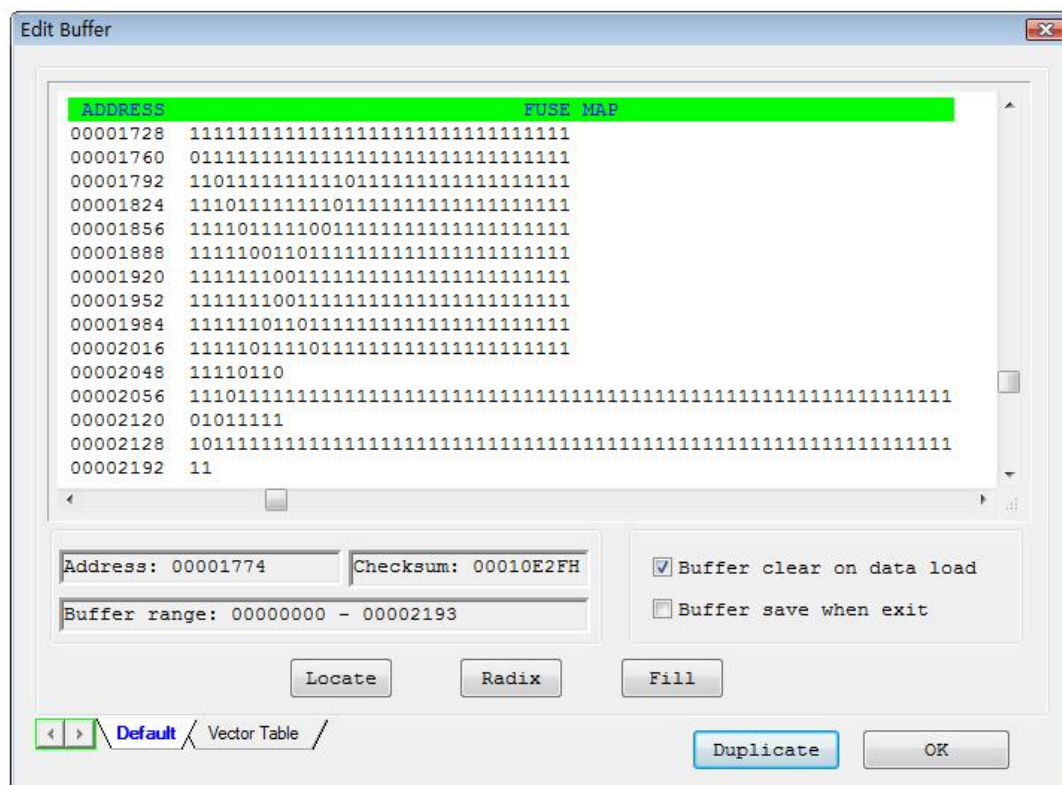 Edit Buffer
ADDRESS FUSE MAP
00001728 11111111111111111111111111111111
00001760 01111111111111111111111111111111
00001792 11011111111110111111111111111111
00001824 11101111111101111111111111111111
00001856 11110111110011111111111111111111
00001888 11111001101111111111111111111111
00001920 11111110011111111111111111111111
00001952 11111110011111111111111111111111
00001984 11111101101111111111111111111111
00002016 11111011110111111111111111111111
00002048 11110110
00002056 1110111111111111111111111111111111111111111111111111111111111111
00002120 01011111
00002128 1011111111111111111111111111111111111111111111111111111111111111
00002192 11
Address: 00001774 Checksum: 00010E2FH
Buffer range: 00000000 - 00002193
Buffer clear on data load
Buffer save when exit
Locate Radix Fill
Default Vector Table
Duplicate OK